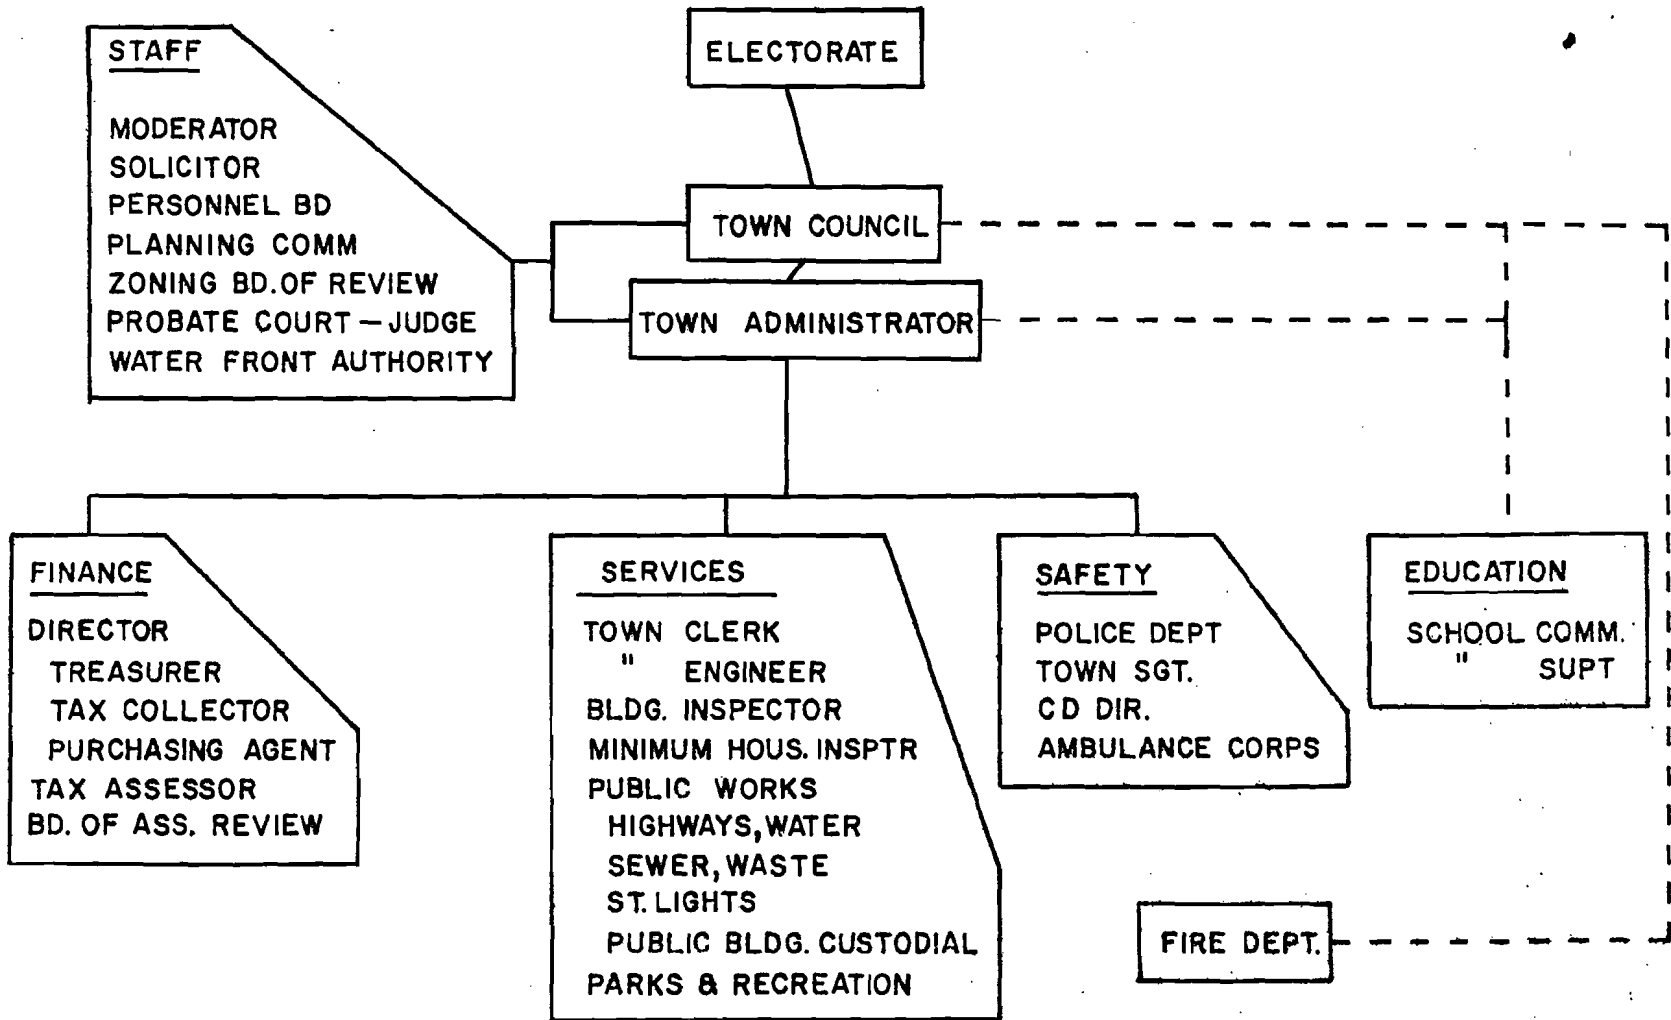 STAFF
MODERATOR
SOLICITOR
PERSONNEL BD
PLANNING COMM
ZONING BD. OF REVIEW
PROBATE COURT — JUDGE
WATER FRONT AUTHORITY
ELECTORATE
TOWN COUNCIL
TOWN ADMINISTRATOR
FINANCE
DIRECTOR
TREASURER
TAX COLLECTOR
PURCHASING AGENT
TAX ASSESSOR
BD. OF ASS. REVIEW
SERVICES
TOWN CLERK
" ENGINEER
BLDG. INSPECTOR
MINIMUM HOUS. INSPTR
PUBLIC WORKS
HIGHWAYS, WATER
SEWER, WASTE
ST. LIGHTS
PUBLIC BLDG. CUSTODIAL
PARKS & RECREATION
SAFETY
POLICE DEPT
TOWN SGT.
CD DIR.
AMBULANCE CORPS
EDUCATION
SCHOOL COMM.
" SUPT
FIRE DEPT.